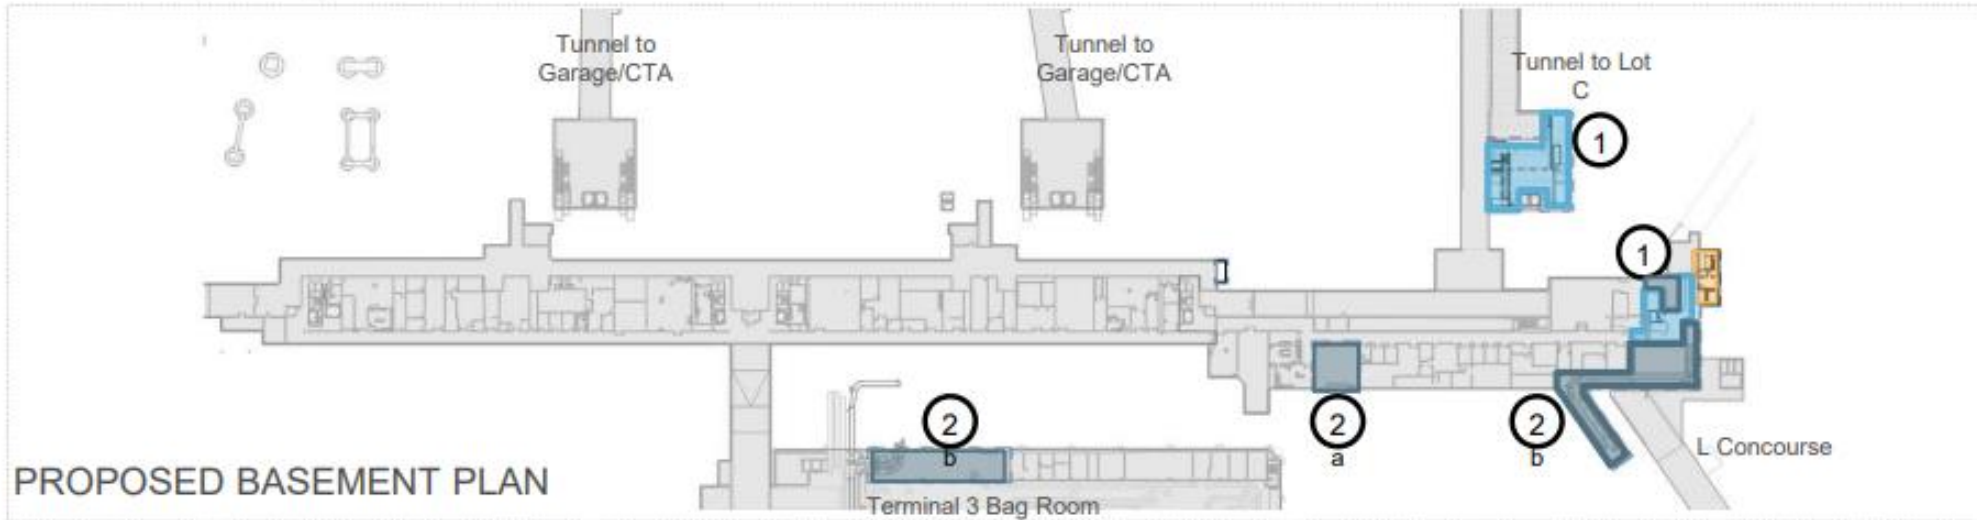 Tunnel to
Garage/CTA
Tunnel to
Garage/CTA
Tunnel to Lot
C
1
1
2
b
2
a
2
b
L Concourse
PROPOSED BASEMENT PLAN
Terminal 3 Bag Room